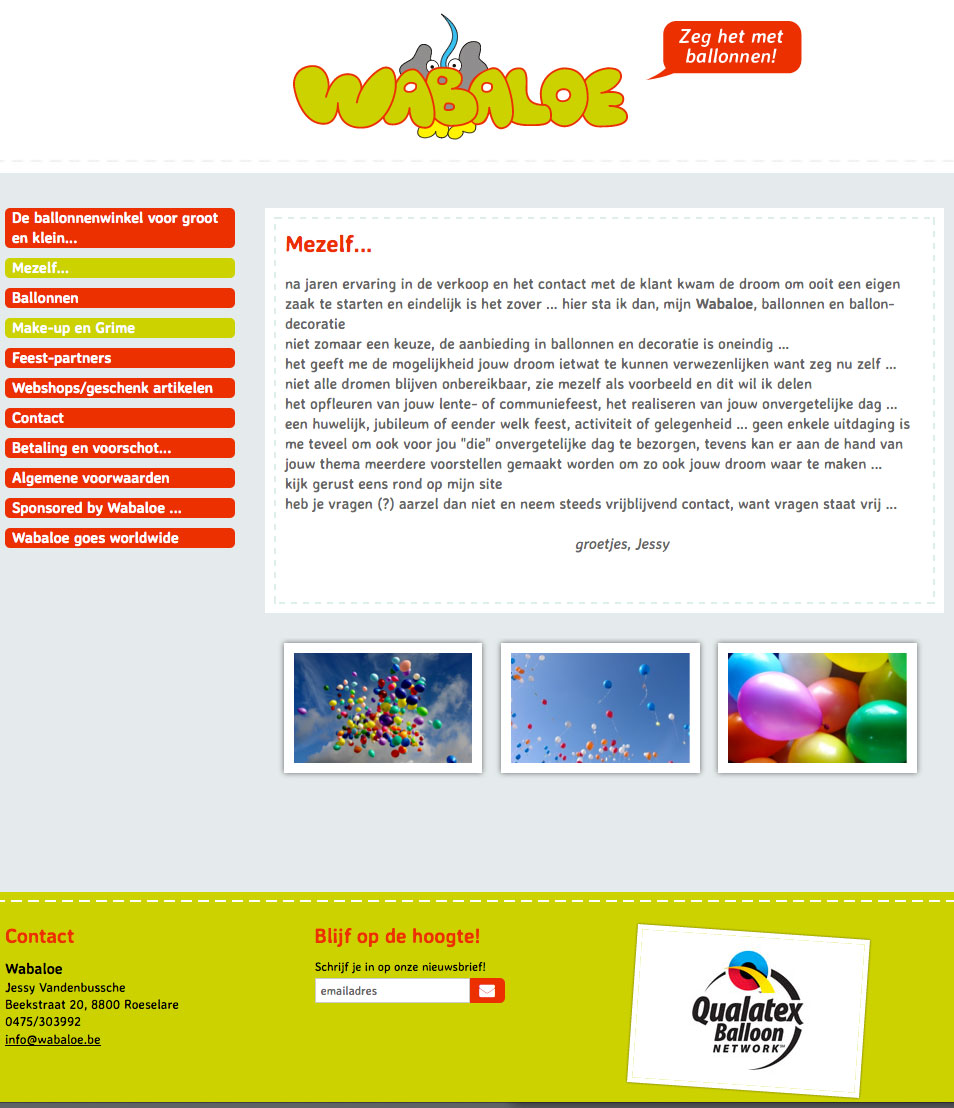 WABALOE
Zeg het met
ballonnen!
De ballonnenwinkel voor groot
en klein...
Mezelf...
Ballonnen
Make-up en Grime
Feest-partners
Webshops/geschenk artikelen
Contact
Betaling en voorschot...
Algemene voorwaarden
Sponsored by Wabaloe ...
Wabaloe goes worldwide
Mezelf...
na jaren ervaring in de verkoop en het contact met de klant kwam de droom om ooit een eigen
zaak te starten en eindelijk is het zover ... hier sta ik dan, mijn Wabaloe, ballonnen en ballon-
decoratie
niet zomaar een keuze, de aanbieding in ballonnen en decoratie is oneindig ...
het geeft me de mogelijkheid jouw droom ietwat te kunnen verwezenlijken want zeg nu zelf ...
niet alle dromen blijven onbereikbaar, zie mezelf als voorbeeld en dit wil ik delen
het opfleuren van jouw lente- of communiefeest, het realiseren van jouw onvergetelijke dag ...
een huwelijk, jubileum of eender welk feest, activiteit of gelegenheid ... geen enkele uitdaging is
me teveel om ook voor jou "die" onvergetelijke dag te bezorgen, tevens kan er aan de hand van
jouw thema meerdere voorstellen gemaakt worden om zo ook jouw droom waar te maken ...
kijk gerust eens rond op mijn site
heb je vragen (?) aarzel dan niet en neem steeds vrijblijvend contact, want vragen staat vrij ...
groetjes, Jessy
Contact
Wabaloe
Jessy Vandenbussche
Beekstraat 20, 8800 Roeselare
0475/303992
info@wabaloe.be
Blijf op de hoogte!
Schrijf je in op onze nieuwsbrief!
emailadres
Qualatex
Balloon
NETWORK℠